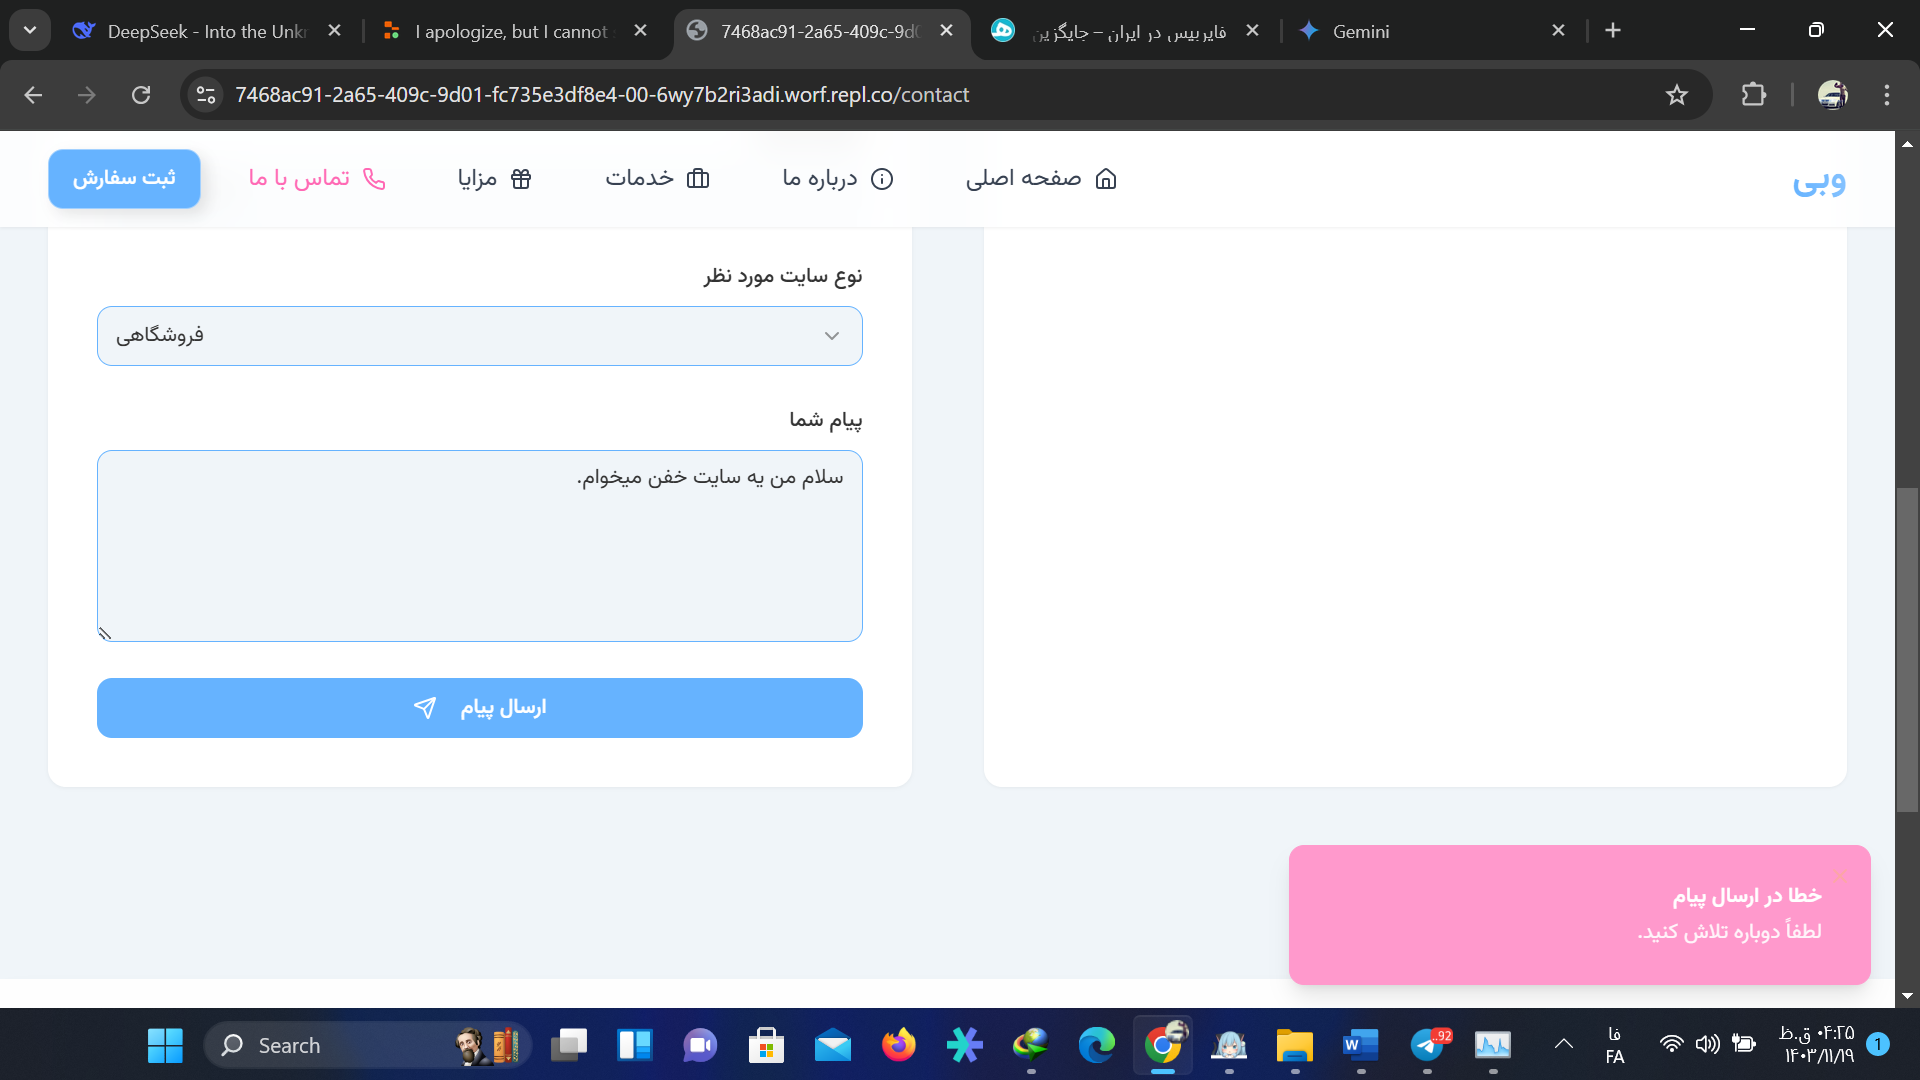 DeepSeek - Into the Unkn
I apologize, but I cannot s
7468ac91-2a65-409c-9d0
فایربیس در ایران – جایگزین
Gemini
7468ac91-2a65-409c-9d01-fc735e3df8e4-00-6wy7b2ri3adi.worf.repl.co/contact
وبی
صفحه اصلی
درباره ما
خدمات
مزایا
تماس با ما
ثبت سفارش
نوع سایت مورد نظر
فروشگاهی
پیام شما
سلام من یه سایت خفن میخوام.
ارسال پیام
خطا در ارسال پیام
لطفاً دوباره تلاش کنید.
Search
..92
فا
FA
۰۴:۲۵ ق.ظ
۱۴۰۳/۱۱/۱۹
1